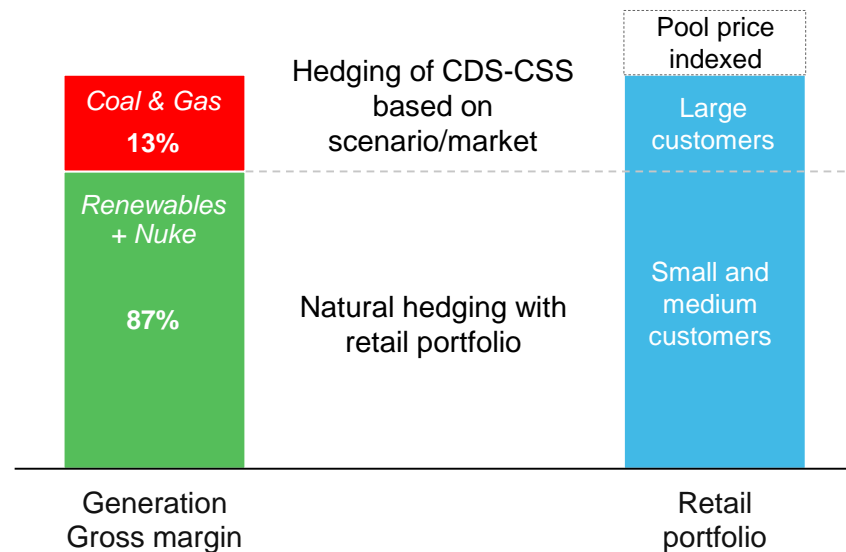 Coal & Gas
13%
Renewables
+ Nuke
87%
Generation
Gross margin
Hedging of CDS-CSS
based on
scenario/market
Natural hedging with
retail portfolio
Pool price
indexed
Large
customers
Small and
medium
customers
Retail
portfolio